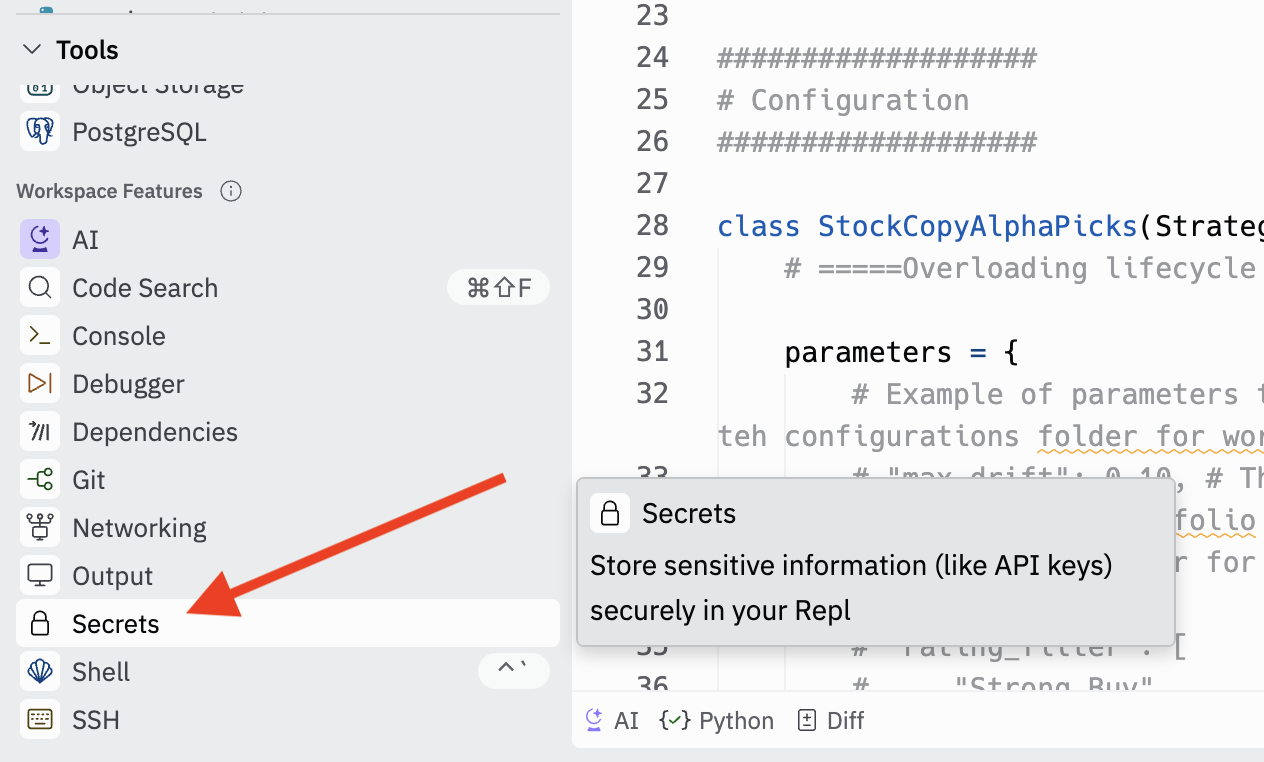 Tools
Object Storage
PostgreSQL
Workspace Features
AI
Code Search ⌘⇧F
Console
Debugger
Dependencies
Git
Networking
Output
Secrets
Shell ^ `
SSH
23
24 ###################
25 # Configuration
26 ###################
27
28 class StockCopyAlphaPicks(Strateg
29 # =====Overloading lifecycle
30
31 parameters = {
32 # Example of parameters t
teh configurations folder for wor
33 # "max_drift": 0.10, # Th
folio
r for
Secrets
Store sensitive information (like API keys)
securely in your Repl
35 # "rating_filter": [
36 # "Strong Buy"
AI Python Diff